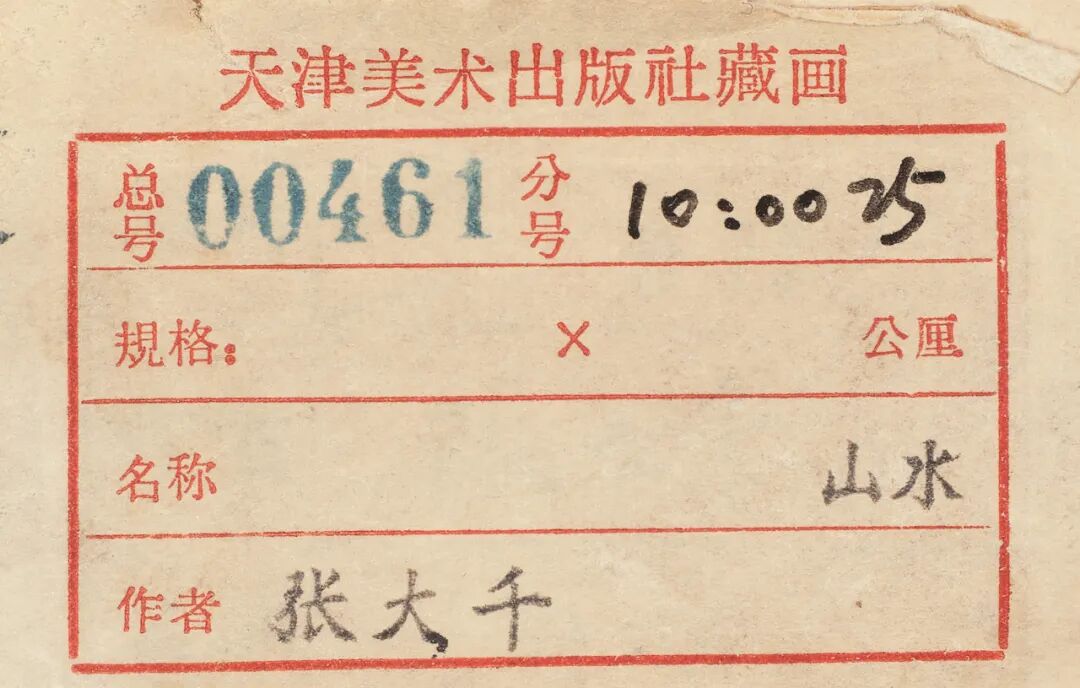 天津美术出版社藏画
总号 00461 分号 10:0025
規格: × 公厘
名称 山水
作者 张大千